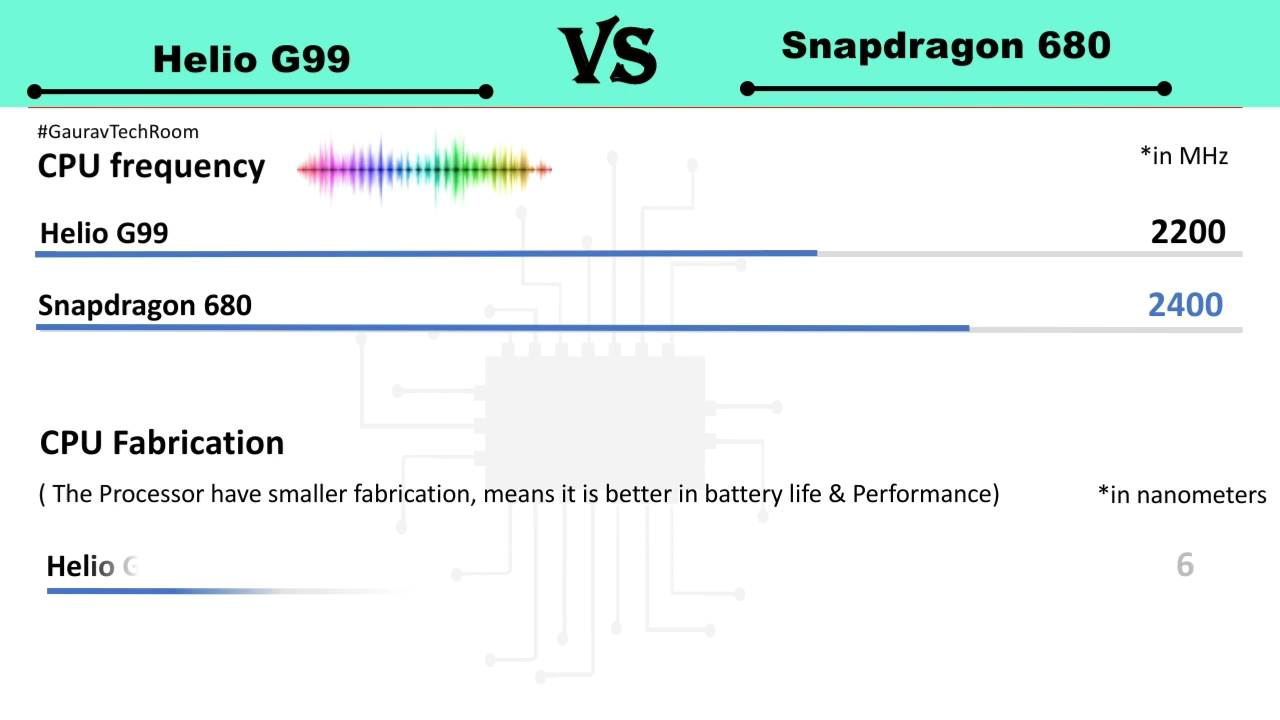 Helio G99
VS
Snapdragon 680
#GauravTechRoom
CPU frequency
*in MHz
Helio G99
2200
Snapdragon 680
2400
CPU Fabrication
( The Processor have smaller fabrication, means it is better in battery life & Performance)
*in nanometers
Helio G
6